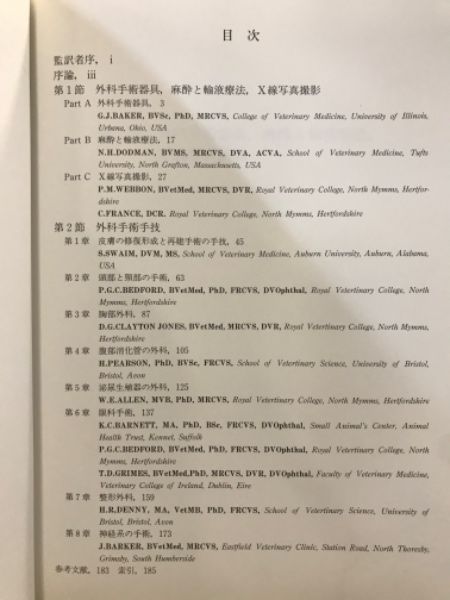 目 次
監訳者序, i
序論, iii
第1節 外科手術器具, 麻酔と輸液療法, X線写真撮影
Part A 外科手術器具, 3
G.J.BAKER, BVSc, PhD, MRCVS, College of Veterinary Medicine, University of Illinois,
Urbana, Ohio, USA
Part B 麻酔と輸液療法, 17
N.H.DODMAN, BVMS, MRCVS, DVA, ACVA, School of Veterinary Medicine, Tufts
University, North Grafton, Massachusetts, USA
Part C X線写真撮影, 27
P.M.WEBBON, BVetMed, MRCVS, DVR, Royal Veterinary College, North Mymms, Hertfor-
dshire
C.FRANCE, DCR. Royal Veterinary College, North Mymms, Hertfordshire
第2節 外科手術手技
第1章 皮膚の修復形成と再建手術の手技, 45
S.SWAIM, DVM, MS, School of Veterinary Medicine, Auburn University, Auburn, Alabama,
USA
第2章 頭部と頸部の手術, 63
P.G.C.BEDFORD, BVetMed, PhD, FRCVS, DVOphthal, Royal Veterinary College, North
Mymms, Hertfordshire
第3章 胸部外科, 87
D.G.CLAYTON JONES, BVetMed, MRCVS, DVR, Royal Veterinary College, North Mymms,
Hertfordshire
第4章 腹部消化管の外科, 105
H.PEARSON, PhD, BVSc, FRCVS, School of Veterinary Science, University of Bristol,
Bristol, Avon
第5章 泌尿生殖器の外科, 125
W.E.ALLEN, MVB, PhD, MRCVS, Royal Veterinary College, North Mymms, Hertfordshire
第6章 眼科手術, 137
K.C.BARNETT, MA, PhD, BSc, FRCVS, DVOphthal, Small Animal's Center, Animal
Health Trust, Kennet, Suffolk
P.G.C.BEDFORD, BVetMed, PhD, FRCVS, DVOphthal, Royal Veterinary College, North
Mymms, Hertfordshire
T.D.GRIMES, BVetMed,PhD, MRCVS, DVR, DVOphthal, Faculty of Veterinary Medicine,
Veterinary College of Ireland, Dublin, Eire
第7章 整形外科, 159
H.R.DENNY, MA, VetMB, PhD, FRCVS, School of Vetertinary Science, University of
Bristol, Bristol, Avon
第8章 神経系の手術, 173
J.BARKER, BVetMed, MRCVS, Eastfield Veterinary Clinic, Station Road, North Thoresby,
Grimsby, South Humberside
参考文献, 183 索引, 185